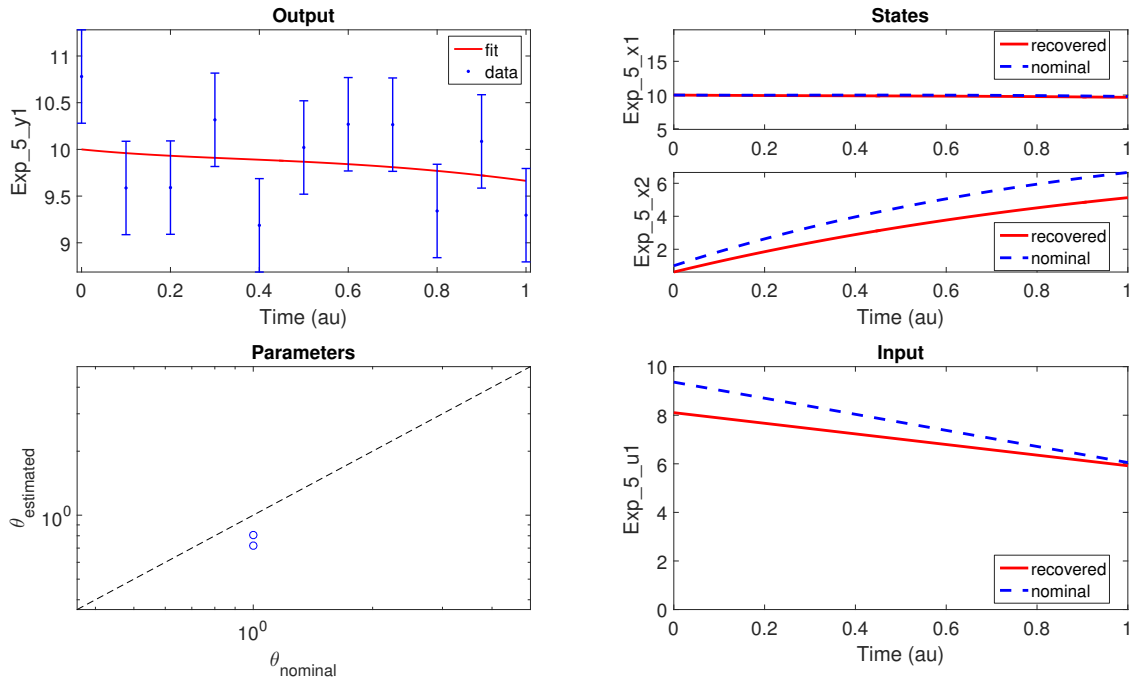 Output
11
10.5
10
9.5
9
Exp_5_y1
fit
data
0
0.2
0.4
0.6
0.8
1
Time (au)
States
15
10
5
Exp_5_x1
recovered
nominal
0
0.2
0.4
0.6
0.8
1
6
4
2
Exp_5_x2
recovered
nominal
0
0.2
0.4
0.6
0.8
1
Time (au)
Parameters
10^0
θ_estimated
10^0
θ_nominal
Input
10
8
6
4
2
0
Exp_5_u1
recovered
nominal
0
0.2
0.4
0.6
0.8
1
Time (au)